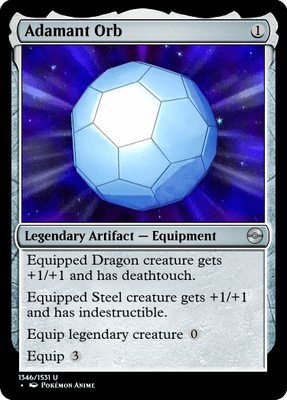 Adamant Orb 1
Legendary Artifact — Equipment
Equipped Dragon creature gets
+1/+1 and has deathtouch.
Equipped Steel creature gets +1/+1
and has indestructible.
Equip legendary creature 0
Equip 3
1346/1531 U
• Pokémon Anime